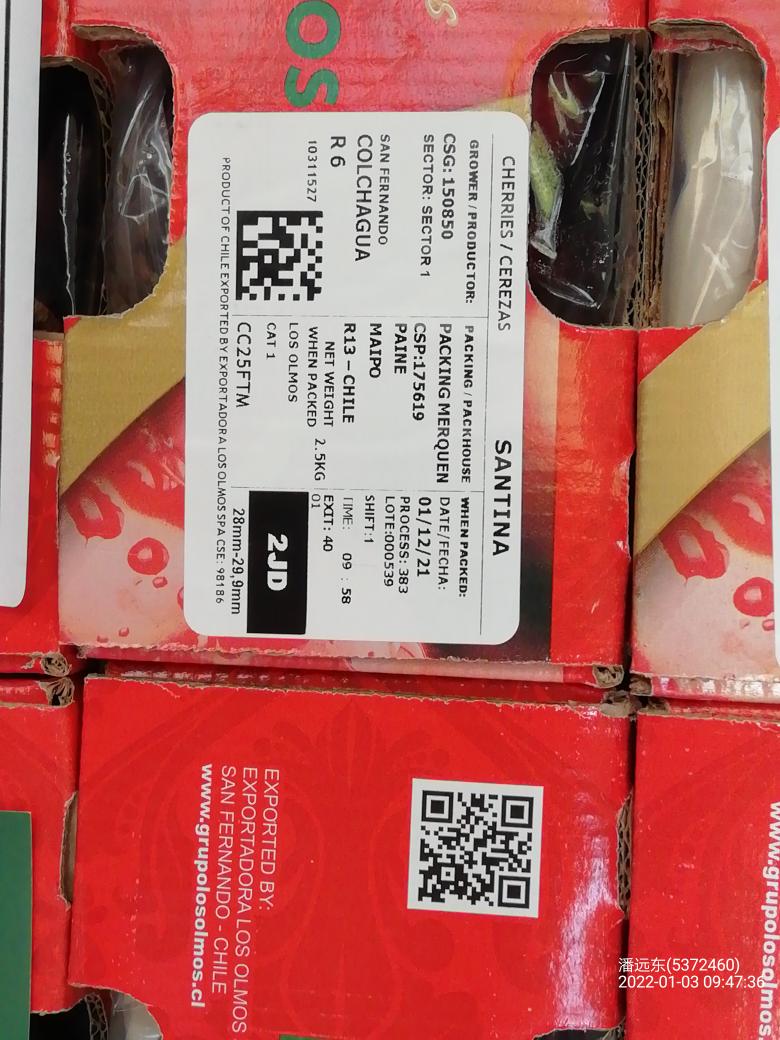 OS
CHERRIES / CEREZAS
SANTINA
GROWER / PRODUCTOR:
CSG: 150850
SECTOR: SECTOR 1
SAN FERNANDO
COLCHAGUA
R 6
10311527
PACKING / PACKHOUSE
PACKING MERQUEN
CSP:175619
PAINE
MAIPO
R13 – CHILE
NET WEIGHT
WHEN PACKED 2.5KG
LOS OLMOS
CAT 1
CC25FTM
WHEN PACKED:
DATE/FECHA:
01/12/21
PROCESS: 383
LOTE:000539
SHIFT:1
TIME: 09 : 58
EXIT: 40
01
2JD
28mm-29,9mm
PRODUCT OF CHILE EXPORTED BY EXPORTADORA LOS OLMOS SPA CSE: 98186
EXPORTED BY:
EXPORTADORA LOS OLMOS
SAN FERNANDO - CHILE
www.grupolosolmos.cl
www.grupolosolmos
潘远东(5372460)
2022-01-03 09:47:36